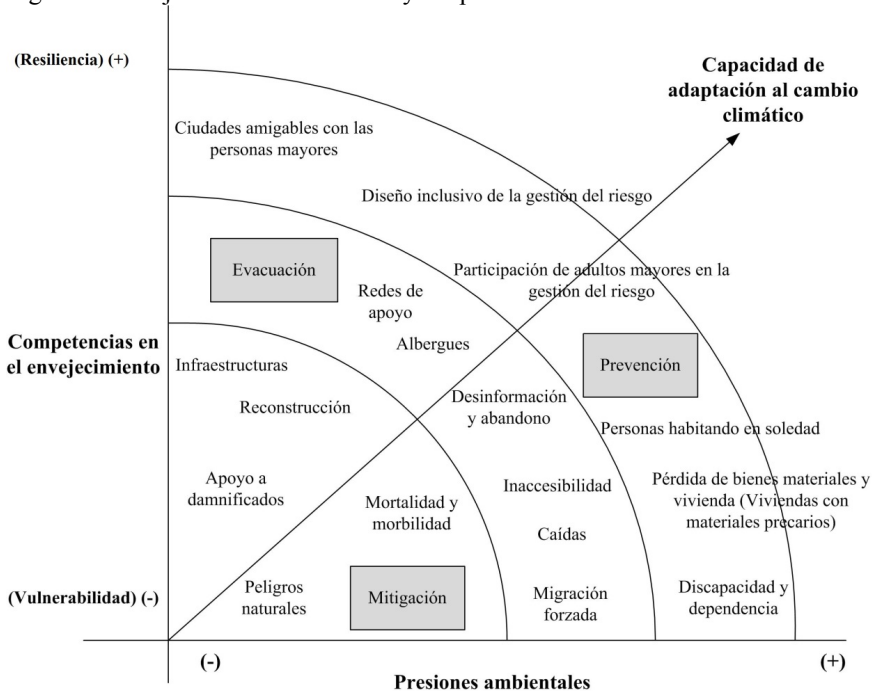 (Resiliencia) (+)
Capacidad de
adaptación al cambio
climático
Ciudades amigables con las
personas mayores
Diseño inclusivo de la gestión del riesgo
Evacuación
Participación de adultos mayores en la
gestión del riesgo
Redes de
apoyo
Albergues
Competencias en
el envejecimiento
Infraestructuras
Prevención
Reconstrucción
Desinformación
y abandono
Personas habitando en soledad
Apoyo a
damnificados
Inaccesibilidad
Pérdida de bienes materiales y
vivienda (Viviendas con
materiales precarios)
Mortalidad y
morbilidad
Caídas
(Vulnerabilidad) (-)
Peligros
naturales
Mitigación
Migración
forzada
Discapacidad y
dependencia
(-)
(+)
Presiones ambientales